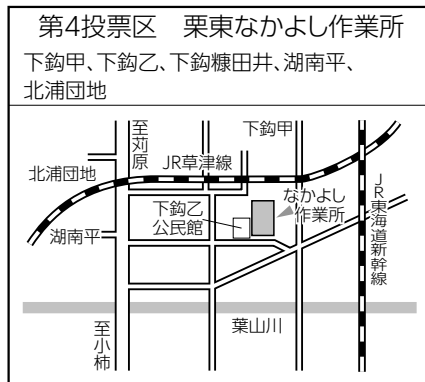 第4投票区　栗東なかよし作業所
下鈎甲、下鈎乙、下鈎糠田井、湖南平、
北浦団地
至苅原
下鈎甲
JR草津線
北浦団地
なかよし
作業所
下鈎乙
公民館
湖南平
JR東海道新幹線
葉山川
至小柿